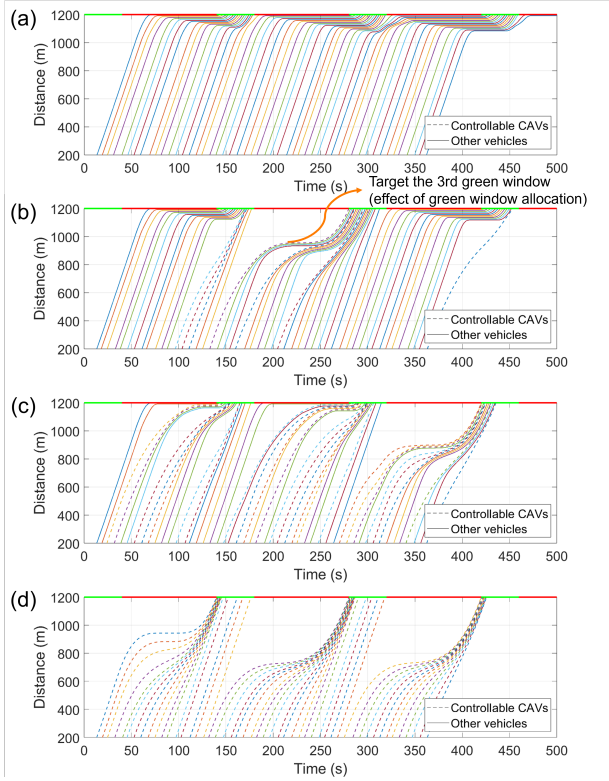 (a)
1200
1000
800
600
400
200
Distance (m)
Controllable CAVs
Other vehicles
0 50 100 150 200 250 300 350 400 450 500
Time (s)
Target the 3rd green window
(effect of green window allocation)
(b)
1200
1000
800
600
400
200
Distance (m)
Controllable CAVs
Other vehicles
0 50 100 150 200 250 300 350 400 450 500
Time (s)
(c)
1200
1000
800
600
400
200
Distance (m)
Controllable CAVs
Other vehicles
0 50 100 150 200 250 300 350 400 450 500
Time (s)
(d)
1200
1000
800
600
400
200
Distance (m)
Controllable CAVs
Other vehicles
0 50 100 150 200 250 300 350 400 450 500
Time (s)